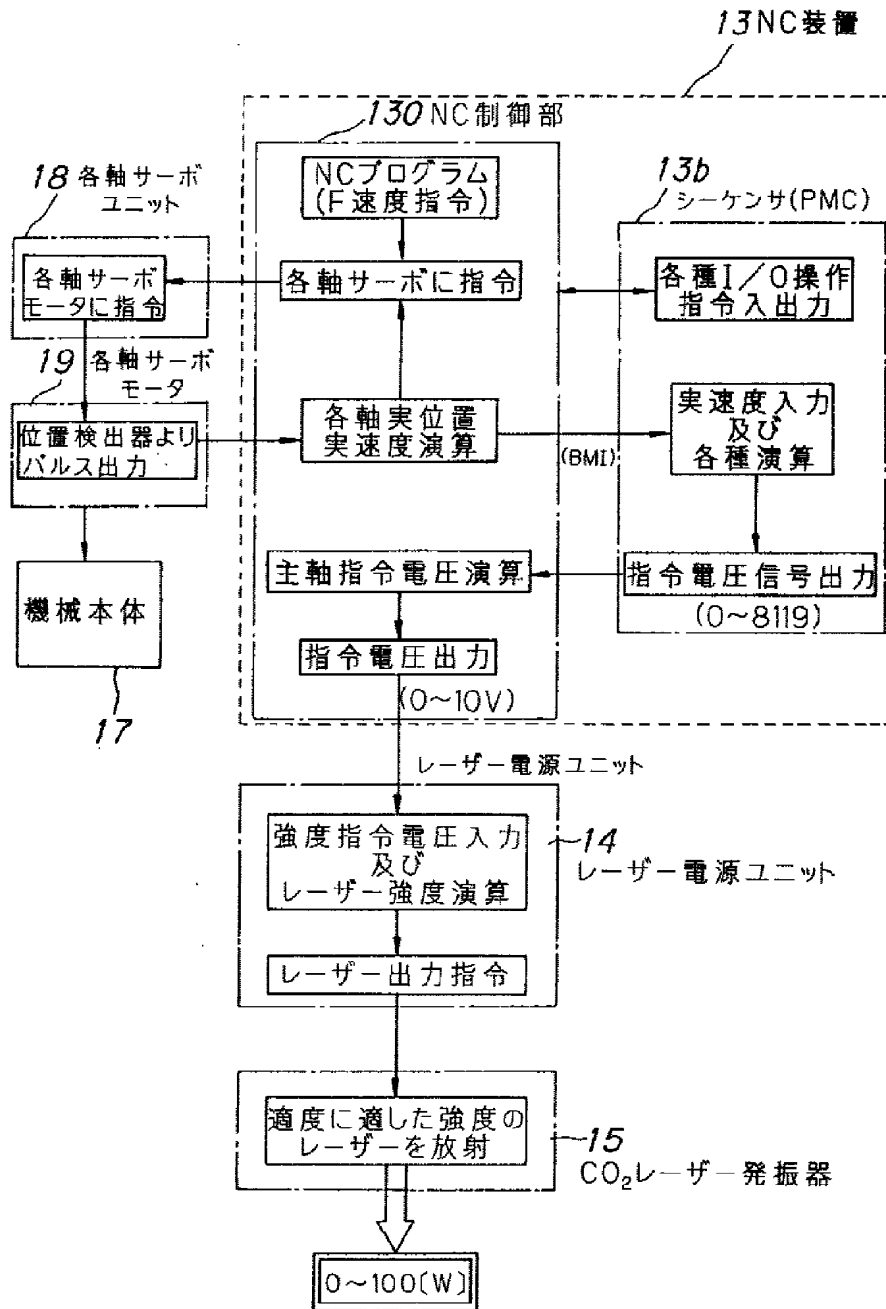 13 NC装置
130 NC制御部
NCプログラム
(F速度指令)
各軸サーボに指令
各軸実位置
実速度演算
主軸指令電圧演算
指令電圧出力
(0～10V)
18 各軸サーボ
ユニット
各軸サーボ
モータに指令
19 各軸サーボ
モータ
位置検出器より
パルス出力
機械本体
17
13b
シーケンサ(PMC)
各種I/O操作
指令入出力
(BMI)
実速度入力
及び
各種演算
指令電圧信号出力
(0～8119)
レーザー電源ユニット
強度指令電圧入力
及び
レーザー強度演算
レーザー出力指令
14
レーザー電源ユニット
適度に適した強度の
レーザーを放射
15
CO₂レーザー発振器
0～100[W]